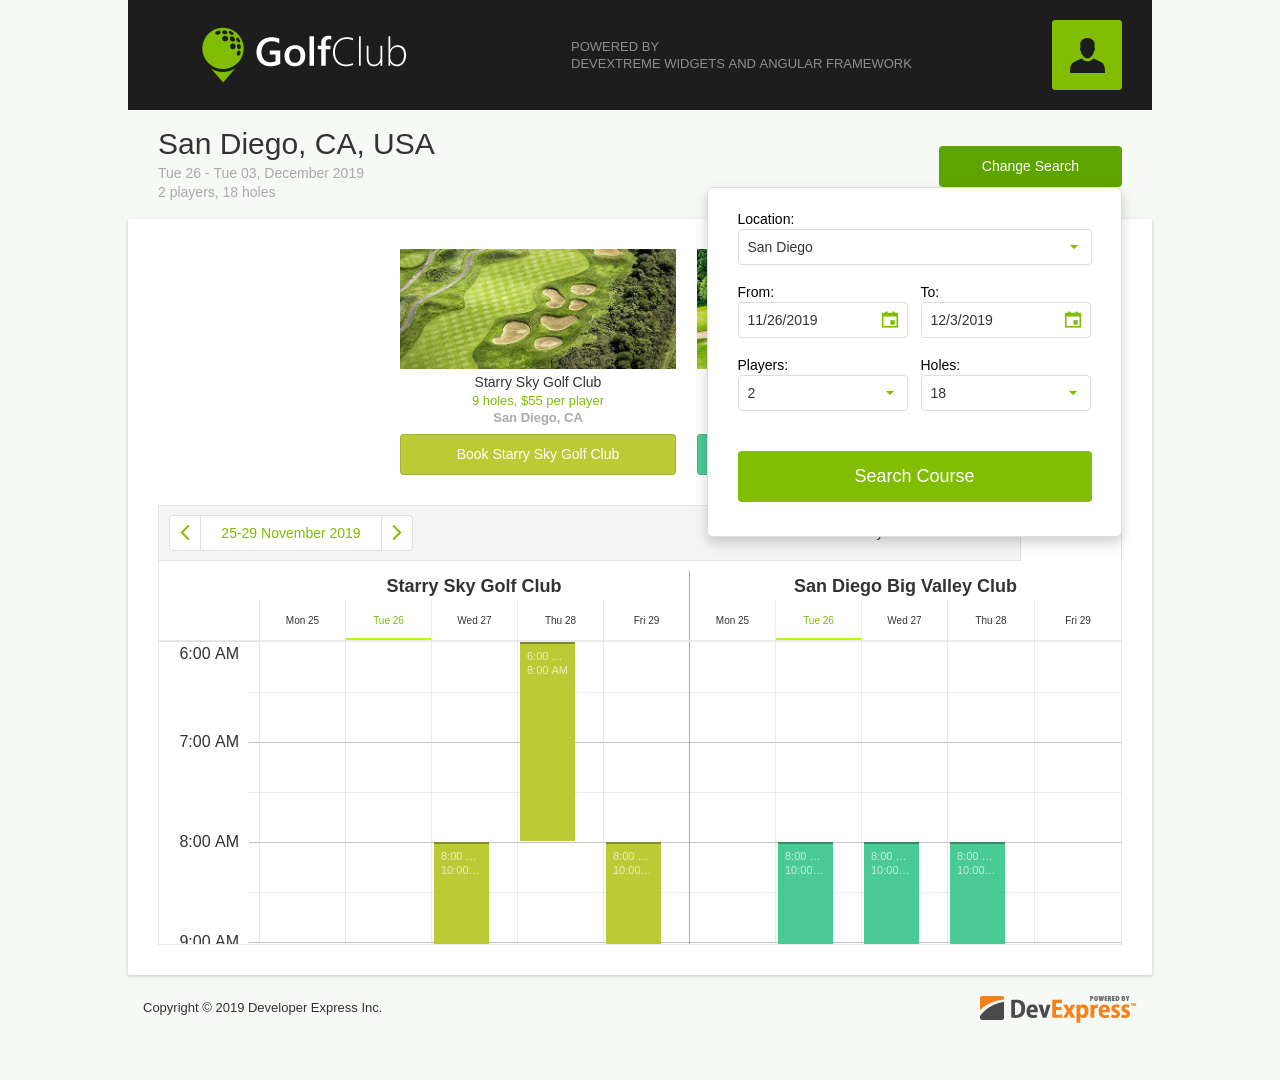 GolfClub
POWERED BY
DEVEXTREME WIDGETS AND ANGULAR FRAMEWORK
San Diego, CA, USA
Tue 26 - Tue 03, December 2019
2 players, 18 holes
Change Search
Location:
San Diego
From:
To:
11/26/2019
12/3/2019
Players:
Holes:
2
18
Search Course
Starry Sky Golf Club
9 holes, $55 per player
San Diego, CA
Book Starry Sky Golf Club
25-29 November 2019
Starry Sky Golf Club
San Diego Big Valley Club
Mon 25
Tue 26
Wed 27
Thu 28
Fri 29
Mon 25
Tue 26
Wed 27
Thu 28
Fri 29
6:00 AM
6:00 ...
8:00 AM
7:00 AM
8:00 AM
8:00 ...
10:00...
8:00 ...
10:00...
8:00 ...
10:00...
8:00 ...
10:00...
8:00 ...
10:00...
9:00 AM
Copyright © 2019 Developer Express Inc.
POWERED BY
DevExpress™